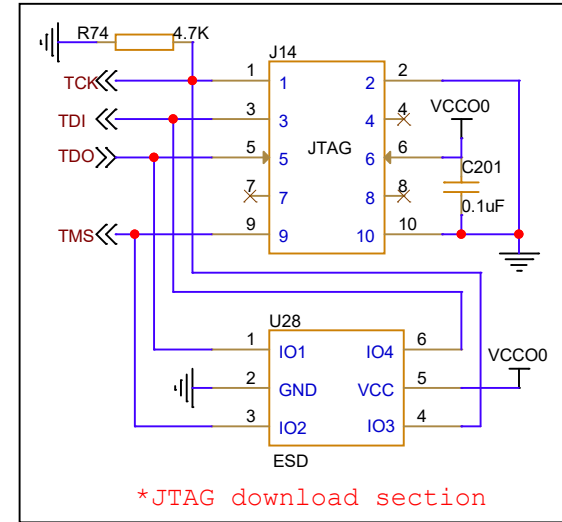 R74 4.7K
J14
TCK 1 1 2 2
VCCO0
TDI 3 3 4 4
TDO 5 5 JTAG 6 6
C201
7 7 8 8
0.1uF
TMS 9 9 10 10
U28
1 IO1 IO4 6
VCCO0
2 GND VCC 5
3 IO2 IO3 4
ESD
*JTAG download section